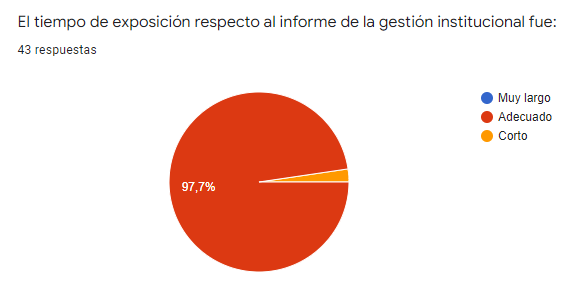 El tiempo de exposición respecto al informe de la gestión institucional fue:
43 respuestas
Muy largo
Adecuado
Corto
97,7%